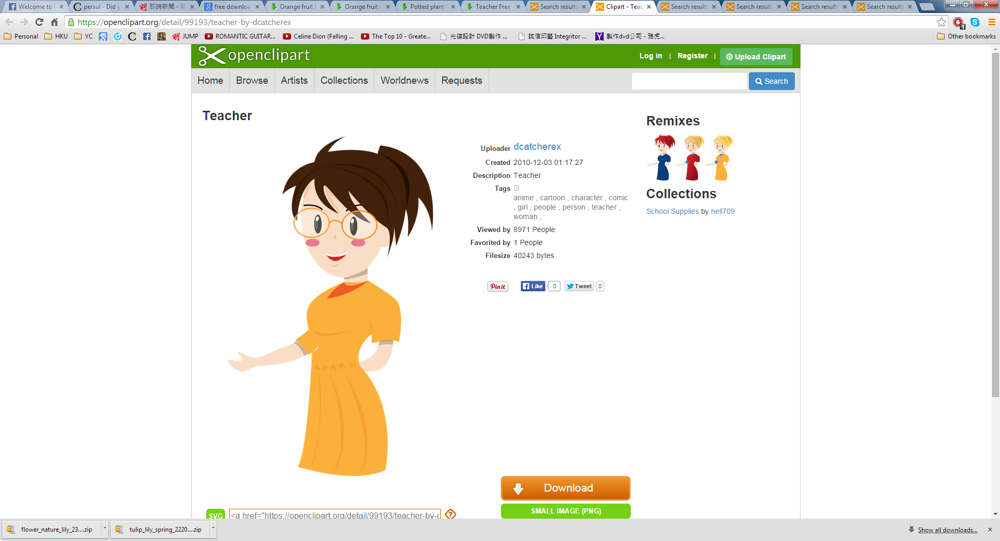 Welcome to
persul - Did y
即時新聞 - 明
free downloa
Orange fruit
Orange fruit v
Potted plant
Teacher Free
Search results
Clipart - Teac
Search results
Search results
Search results
Search results
https://openclipart.org/detail/99193/teacher-by-dcatcherex
1
Personal
HKU
YC
JUMP
ROMANTIC GUITAR...
Celine Dion (Falling ...
The Top 10 - Greate...
光碟設計 DVD製作 ...
誠信印藝 Integritor ...
製作dvd公司 - 雅虎...
Other bookmarks
openclipart
Log in | Register | Upload Clipart
Home Browse Artists Collections Worldnews Requests
Search
Teacher
Uploader dcatcherex
Created 2010-12-03 01:17:27
Description Teacher
Tags
anime , cartoon , character , comic
, girl , people , person , teacher ,
woman ,
Viewed by 8971 People
Favorited by 1 People
Filesize 40243 bytes
Pin it
Like 0
Tweet 0
Remixes
Collections
School Supplies by nell709
Download
SMALL IMAGE (PNG)
SVG
<a href="https://openclipart.org/detail/99193/teacher-by-d
?
flower_nature_lily_23....zip
tulip_lily_spring_2220....zip
Show all downloads...